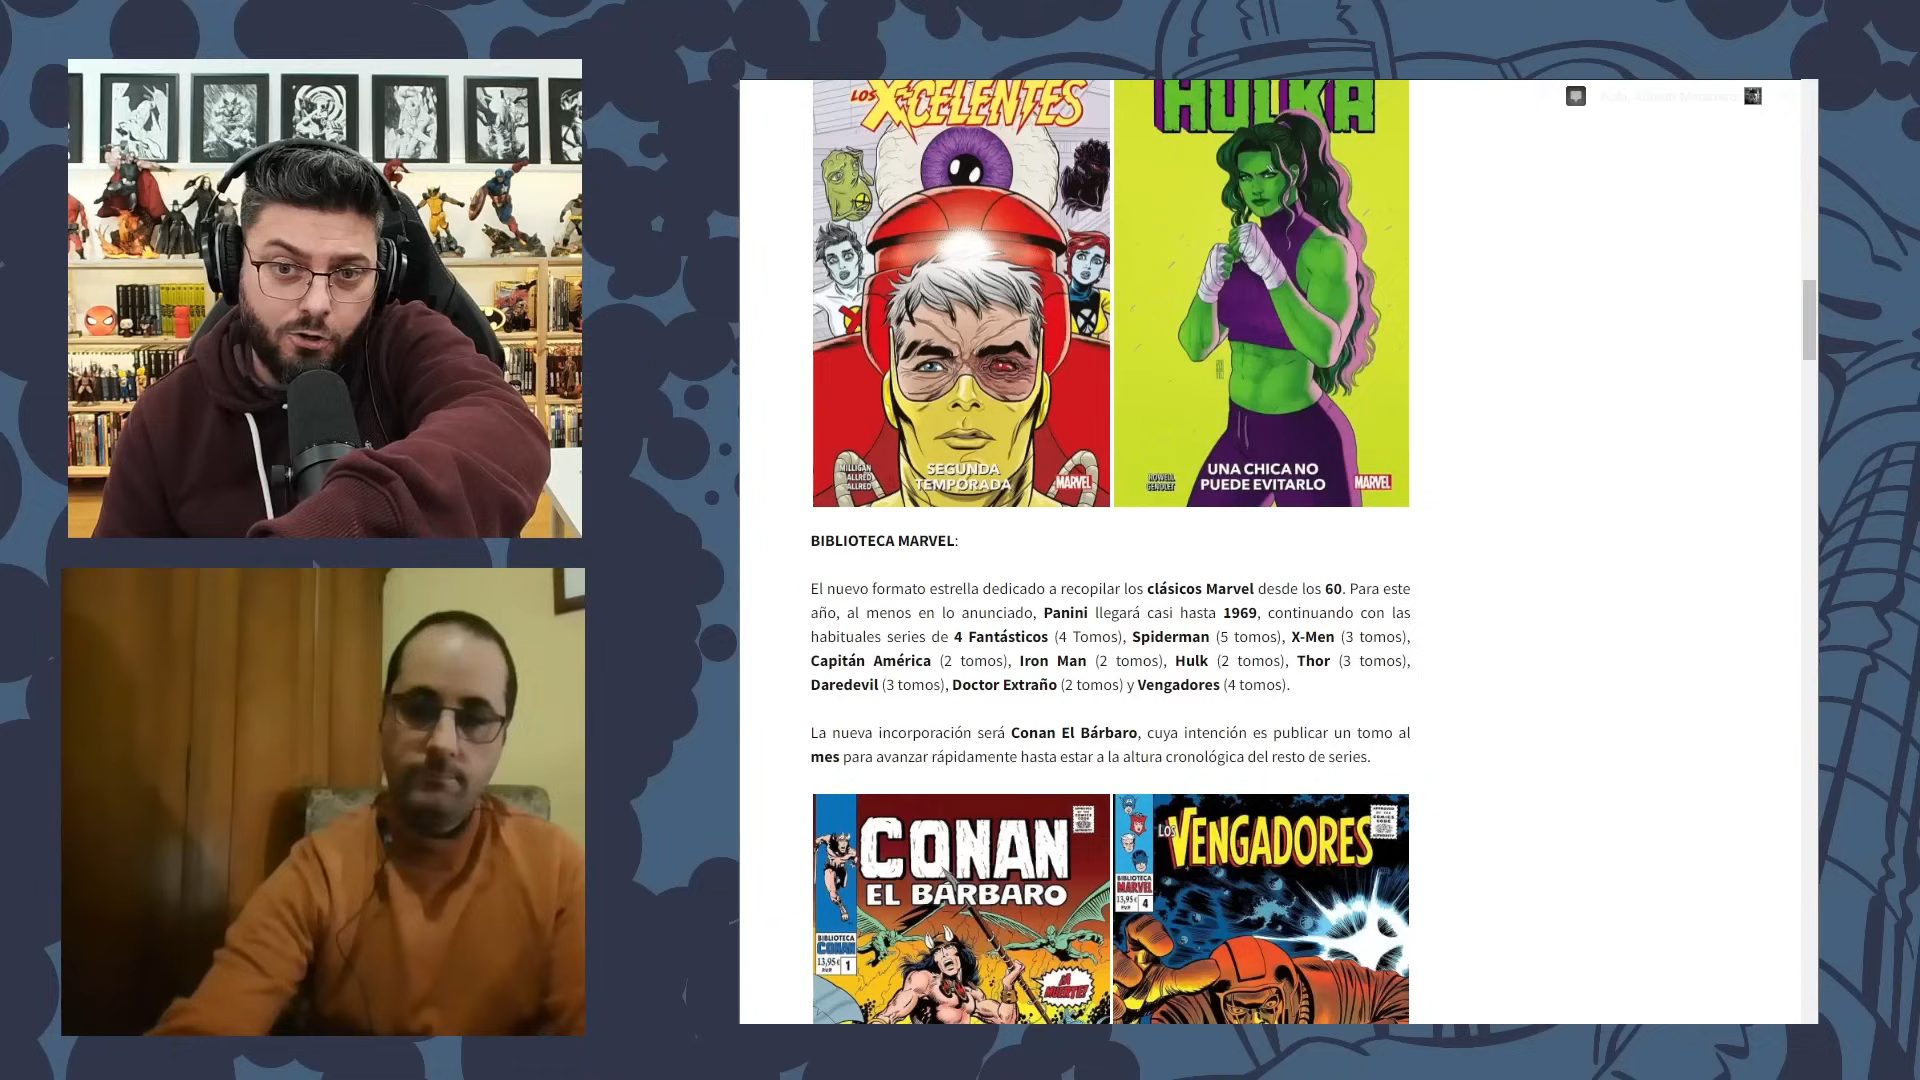 LOS XCELENTES
HULKA
MILLIGAN
ALLRED
ALLRED
SEGUNDA
TEMPORADA
MARVEL
ROWELL
GENOLET
UNA CHICA NO
PUEDE EVITARLO
MARVEL
BIBLIOTECA MARVEL:
El nuevo formato estrella dedicado a recopilar los clásicos Marvel desde los 60. Para este
año, al menos en lo anunciado, Panini llegará casi hasta 1969, continuando con las
habituales series de 4 Fantásticos (4 Tomos), Spiderman (5 tomos), X-Men (3 tomos),
Capitán América (2 tomos), Iron Man (2 tomos), Hulk (2 tomos), Thor (3 tomos),
Daredevil (3 tomos), Doctor Extraño (2 tomos) y Vengadores (4 tomos).
La nueva incorporación será Conan El Bárbaro, cuya intención es publicar un tomo al
mes para avanzar rápidamente hasta estar a la altura cronológica del resto de series.
CONAN
EL BÁRBARO
BIBLIOTECA
CONAN
13,95 €
PVP
1
¡A
MUERTE!
LOS VENGADORES
BIBLIOTECA
MARVEL
13,95 €
PVP
4